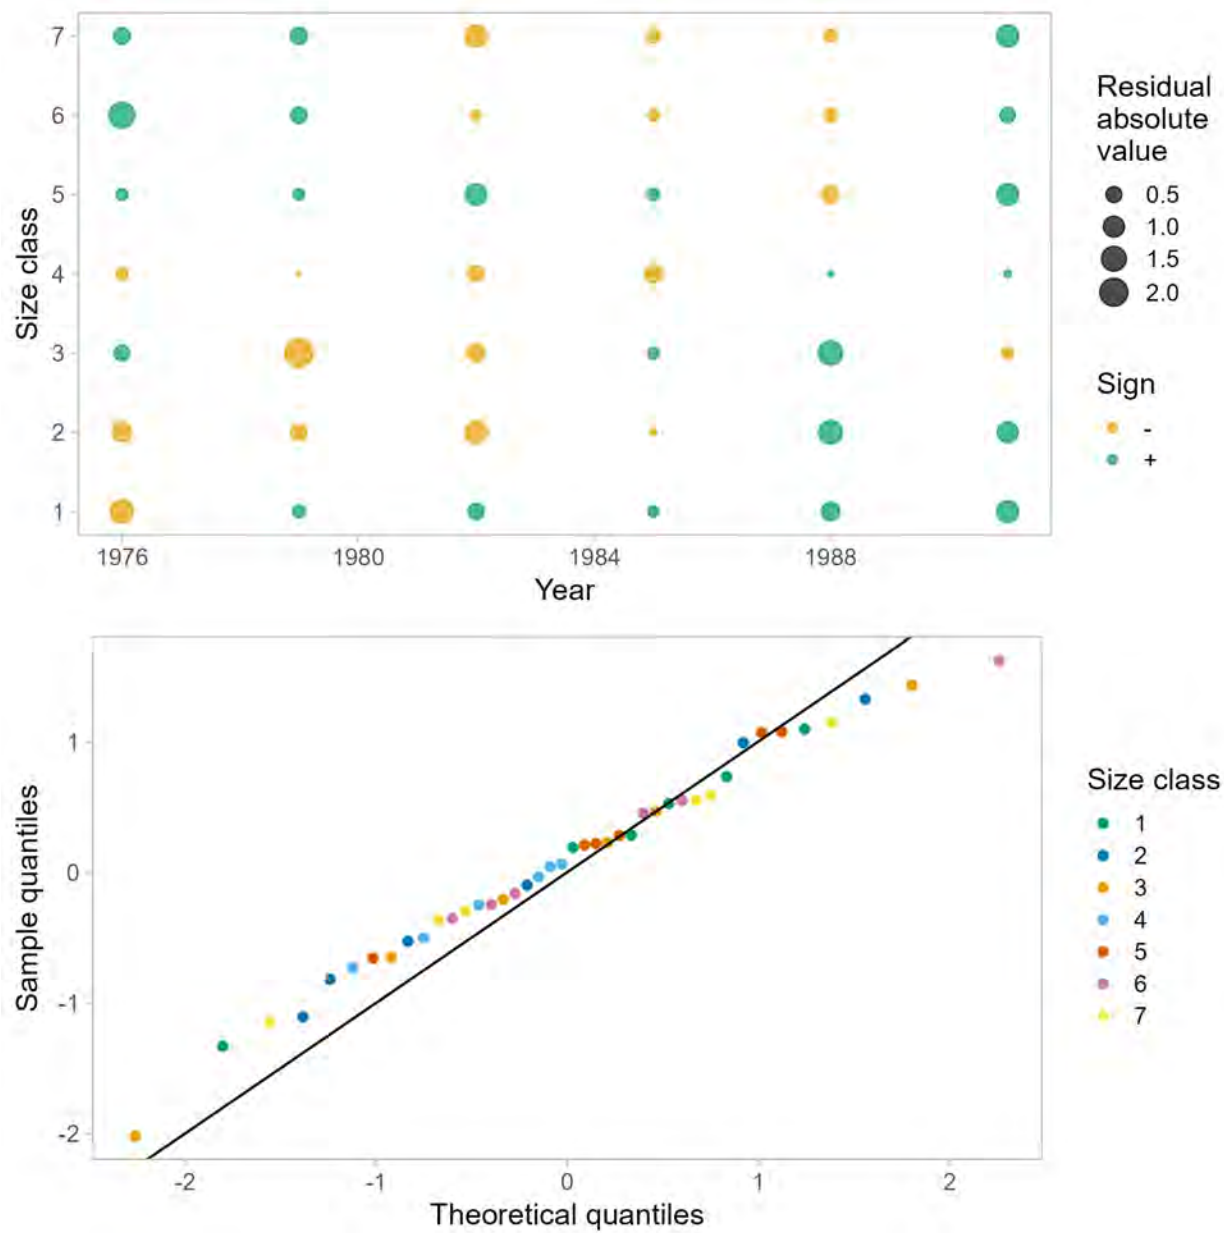 7
6
5
4
3
2
1
Size class
1976 1980 1984 1988
Year
Residual
absolute
value
0.5
1.0
1.5
2.0
Sign
-
+
1
0
-1
-2
Sample quantiles
-2 -1 0 1 2
Theoretical quantiles
Size class
1
2
3
4
5
6
7